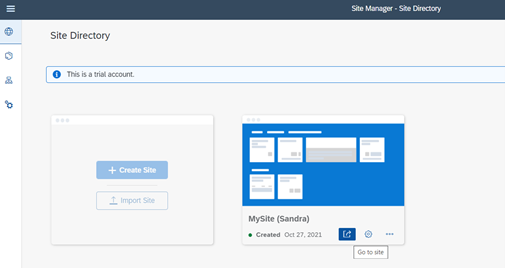 Site Manager - Site Directory
Site Directory
This is a trial account.
Create Site
Import Site
MySite (Sandra)
Created Oct 27, 2021
Go to site